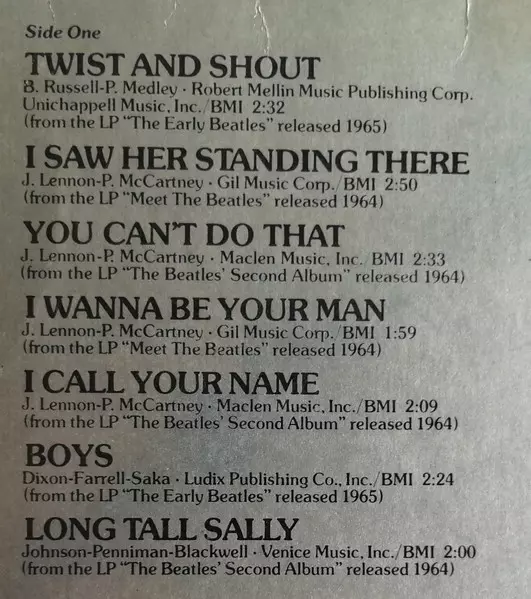 Side One
TWIST AND SHOUT
B. Russell-P. Medley · Robert Mellin Music Publishing Corp.
Unichappell Music, Inc./BMI 2:32
(from the LP "The Early Beatles" released 1965)
I SAW HER STANDING THERE
J. Lennon-P. McCartney · Gil Music Corp./BMI 2:50
(from the LP "Meet The Beatles" released 1964)
YOU CAN'T DO THAT
J. Lennon-P. McCartney · Maclen Music, Inc. BMI 2:33
(from the LP "The Beatles' Second Album" released 1964)
I WANNA BE YOUR MAN
J. Lennon-P. McCartney · Gil Music Corp./BMI 1:59
(from the LP "Meet The Beatles" released 1964)
I CALL YOUR NAME
J. Lennon-P. McCartney · Maclen Music, Inc./BMI 2:09
(from the LP "The Beatles' Second Album" released 1964)
BOYS
Dixon-Farrell-Saka · Ludix Publishing Co., Inc./BMI 2:24
(from the LP "The Early Beatles" released 1965)
LONG TALL SALLY
Johnson-Penniman-Blackwell · Venice Music, Inc./BMI 2:00
(from the LP "The Beatles' Second Album" released 1964)